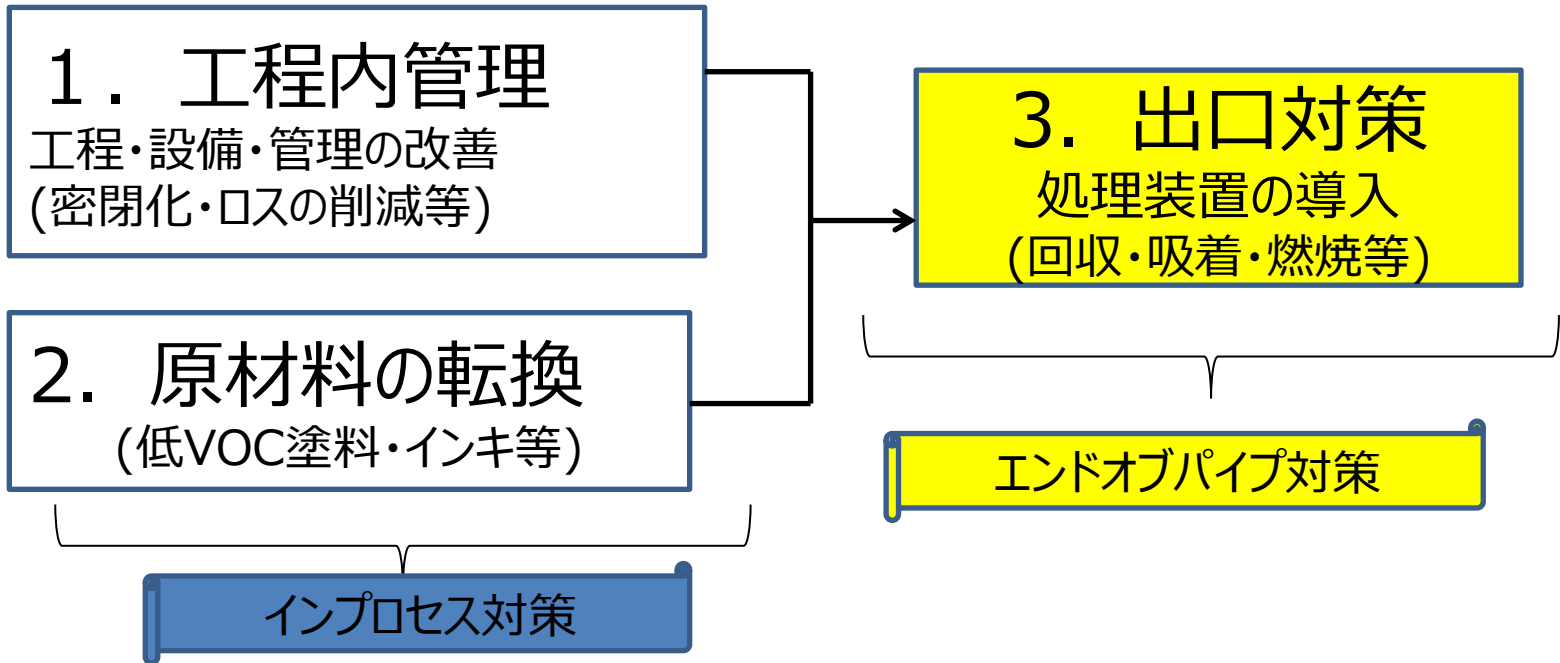 １．工程内管理
工程・設備・管理の改善
(密閉化・ロスの削減等)
2．原材料の転換
(低VOC塗料・インキ等)
インプロセス対策
3．出口対策
処理装置の導入
(回収・吸着・燃焼等)
エンドオブパイプ対策